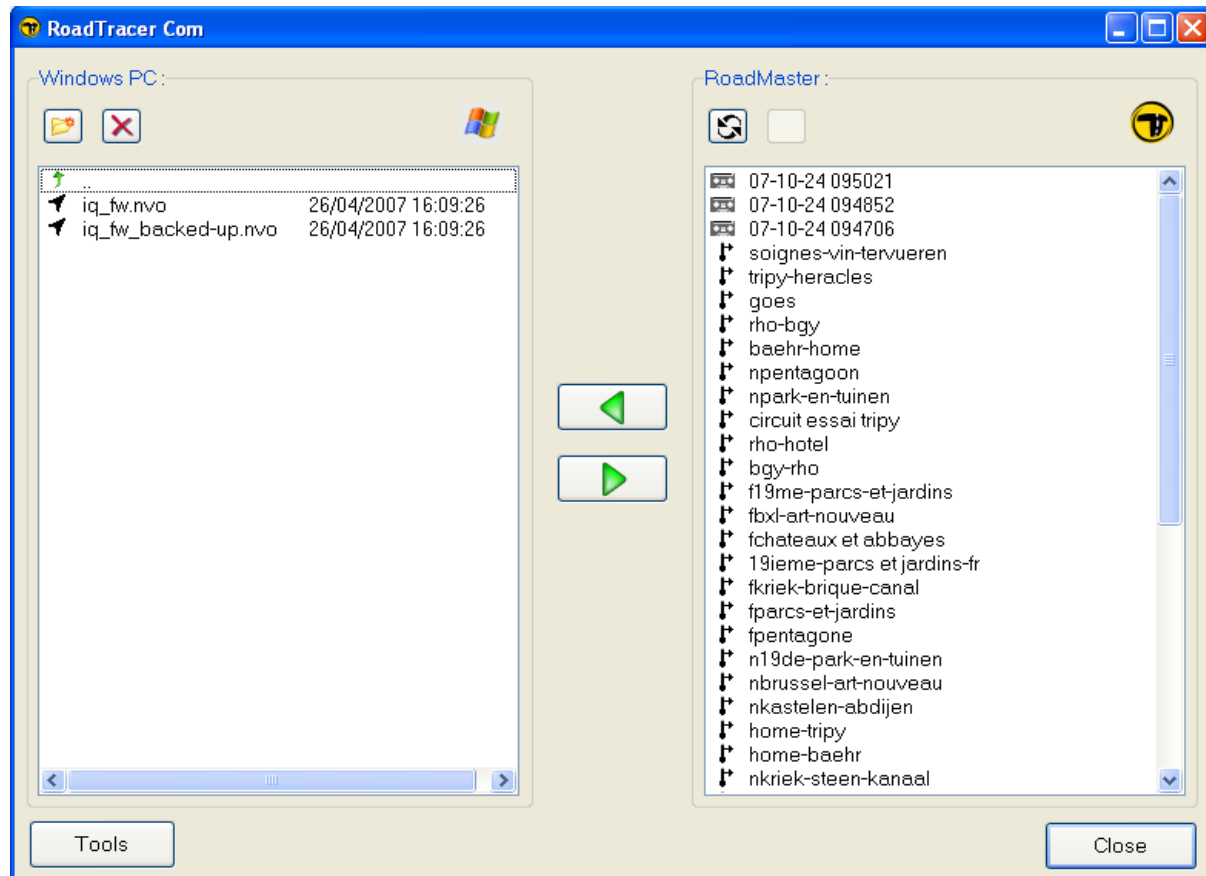 RoadTracer Com
Windows PC :
..
iq_fw.nvo 26/04/2007 16:09:26
iq_fw_backed-up.nvo 26/04/2007 16:09:26
RoadMaster :
07-10-24 095021
07-10-24 094852
07-10-24 094706
soignes-vin-tervueren
tripy-heracles
goes
rho-bgy
baehr-home
npentagoon
npark-en-tuinen
circuit essai tripy
rho-hotel
bgy-rho
f19me-parcs-et-jardins
fbxl-art-nouveau
fchateaux et abbayes
19ieme-parcs et jardins-fr
fkriek-brique-canal
fparcs-et-jardins
fpentagone
n19de-park-en-tuinen
nbrussel-art-nouveau
nkastelen-abdijen
home-tripy
home-baehr
nkriek-steen-kanaal
Tools
Close